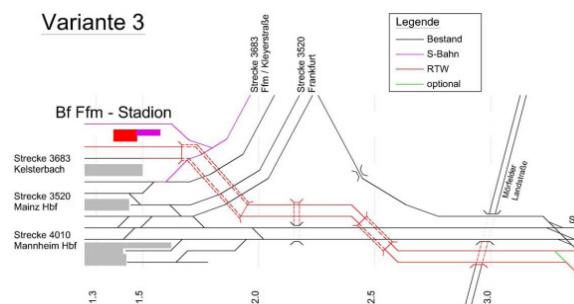 Variante 3
Legende
Bestand
S-Bahn
RTW
optional
Strecke 3683
Ffm / Kleyerstraße
Strecke 3520
Frankfurt
Bf Ffm - Stadion
Strecke 3683
Kelsterbach
Strecke 3520
Mainz Hbf
Strecke 4010
Mannheim Hbf
Mörfelder
Landstraße
S
1.3
1.5
2.0
2.5
3.0